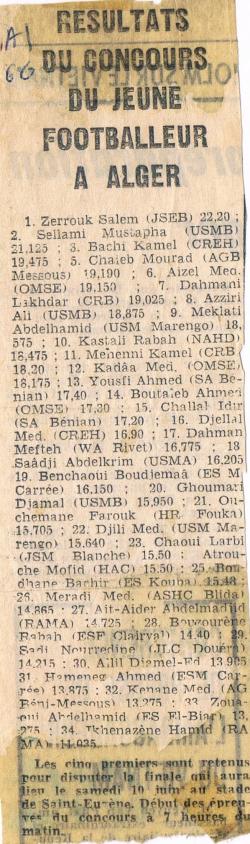 AJ
66
RESULTATS
DU CONCOURS
DU JEUNE
FOOTBALLEUR
A ALGER
1. Zerrouk Salem (JSEB) 22,20 ;
2. Sellami Mustapha (USMB)
21,125 ; 3. Bachi Kamel (CREH)
19,475 ; 5. Chaieb Mourad (AGB
Messous) 19,190 ; 6. Aizel Med.
(OMSE) 19,150 ; 7. Dahmani
Lakhdar (CRB) 19,025 ; 8. Azziri
Ali (USMB) 18,875 ; 9. Meklati
Abdelhamid (USM Marengo) 18,
575 ; 10. Kastali Rabah (NAHD)
18,475 ; 11. Mehenni Kamel (CRB)
18,20 ; 12. Kadâa Med. (OMSE)
18,175 ; 13. Yousfi Ahmed (SA Bé-
nian) 17,40 ; 14. Boutaïeb Ahmed
(OMSE) 17,30 ; 15. Challal Idir
(SA Bénian) 17.20 ; 16. Djellal
Med. (CREH) 16,90 ; 17. Dahman
Mefteh (WA Rivet) 16,775 ; 18
Saâdji Abdelkrim (USMA) 16,205
19. Benchaoui Boudjemaâ (ES M
Carrée) 16,150 ; 20. Ghoumari
Djamal (USMB) 15,950 ; 21. Ou-
chemane Farouk (HR Fouka)
15,705 ; 22. Djili Med. (USM Ma-
rengo) 15.640 ; 23. Chaoui Larbi
(JSM Blanche) 15.50 ; Atrou-
che Mofid (HAC) 15.50 ; 25. Bou-
dhane Bachir (ES Kouba) 15.48
26. Meradi Med. (ASHC Blida)
14,865 ; 27. Ait-Aider Abdelmadjid
(RAMA) 14.725 ; 28. Bouzourène
Rabah (ESF Clairval) 14.40 ; 29.
Sadi Nourredine (JLC Douéra)
14,215 ; 30. Djamel-Ed 13,905
31. Hameneg Ahmed (ESM Car-
rée) 13,875 ; 32. Kename Med. (AC
Béni-Messous) 13.275 ; 33. Zoua-
oui Abdelhamid (ES El-Biar) 13,
275 ; 34. Tkhenazène Hamid (RA
MA)
Les cinq premiers sont retenus
pour disputer la finale qui aura
lieu le samedi 10 juin au stade
de Saint-Eugène. Début des épreu-
ves du concours à 7 heures du
matin.